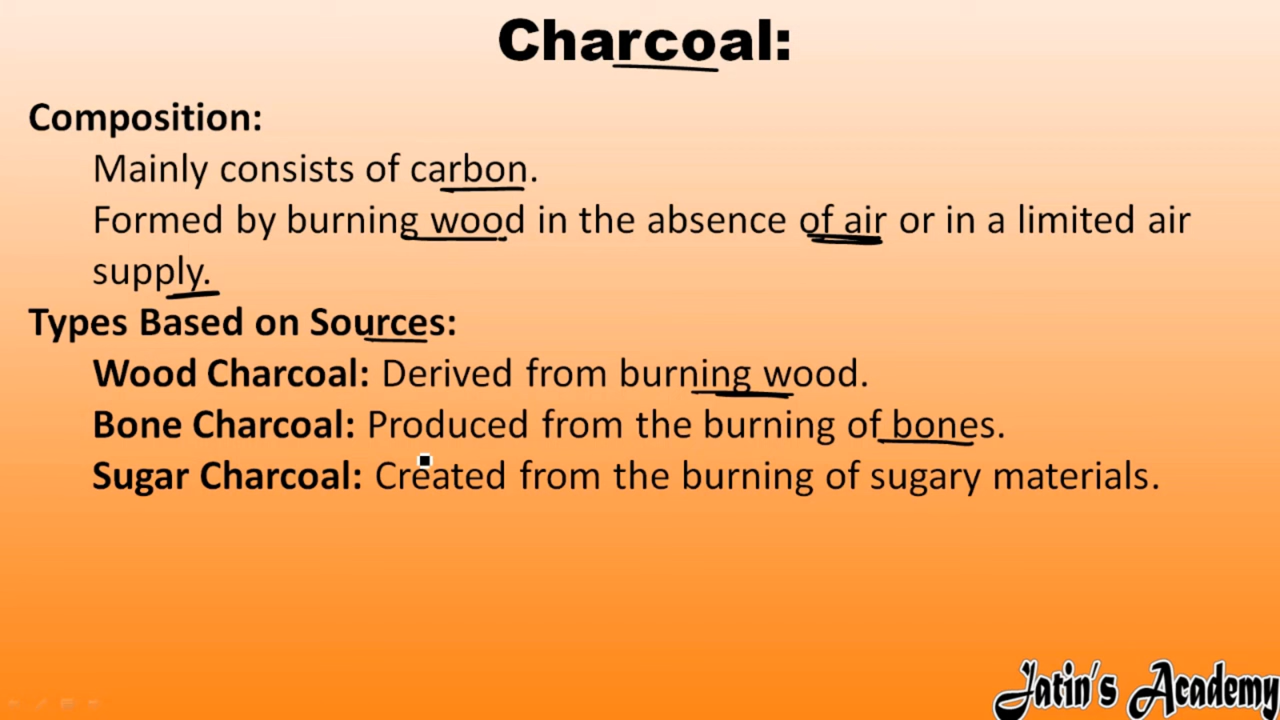 Charcoal:
Composition:
Mainly consists of carbon.
Formed by burning wood in the absence of air or in a limited air
supply.
Types Based on Sources:
Wood Charcoal: Derived from burning wood.
Bone Charcoal: Produced from the burning of bones.
Sugar Charcoal: Created from the burning of sugary materials.
Jatin's Academy